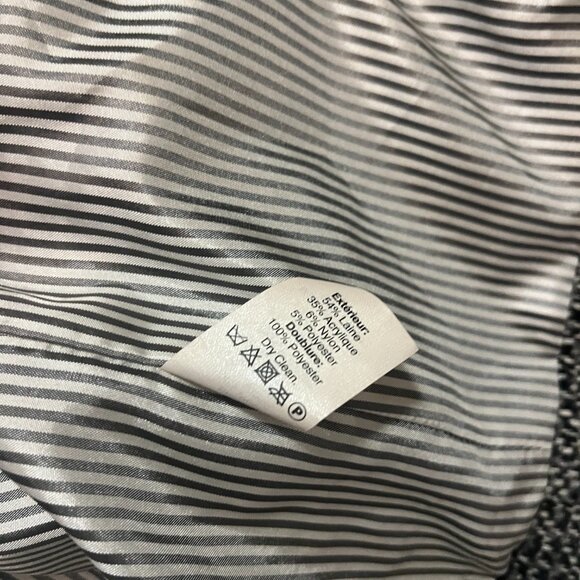 Extérieur:
54% Laine
35% Acrylique
6% Nylon
5% Polyester
Doublure:
100% Polyester
Dry Clean
P